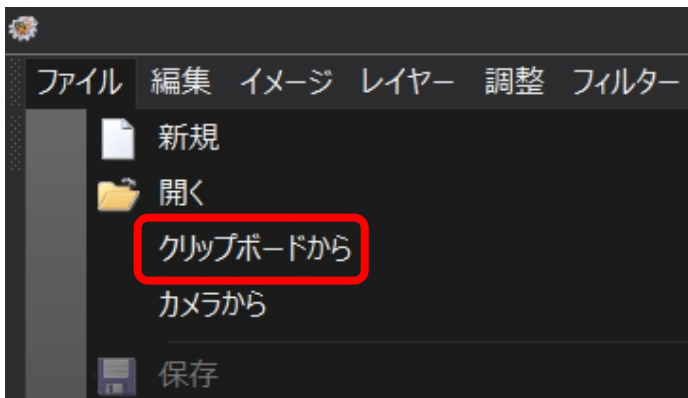 ファイル 編集 イメージ レイヤー 調整 フィルター
新規
開く
クリップボードから
カメラから
保存